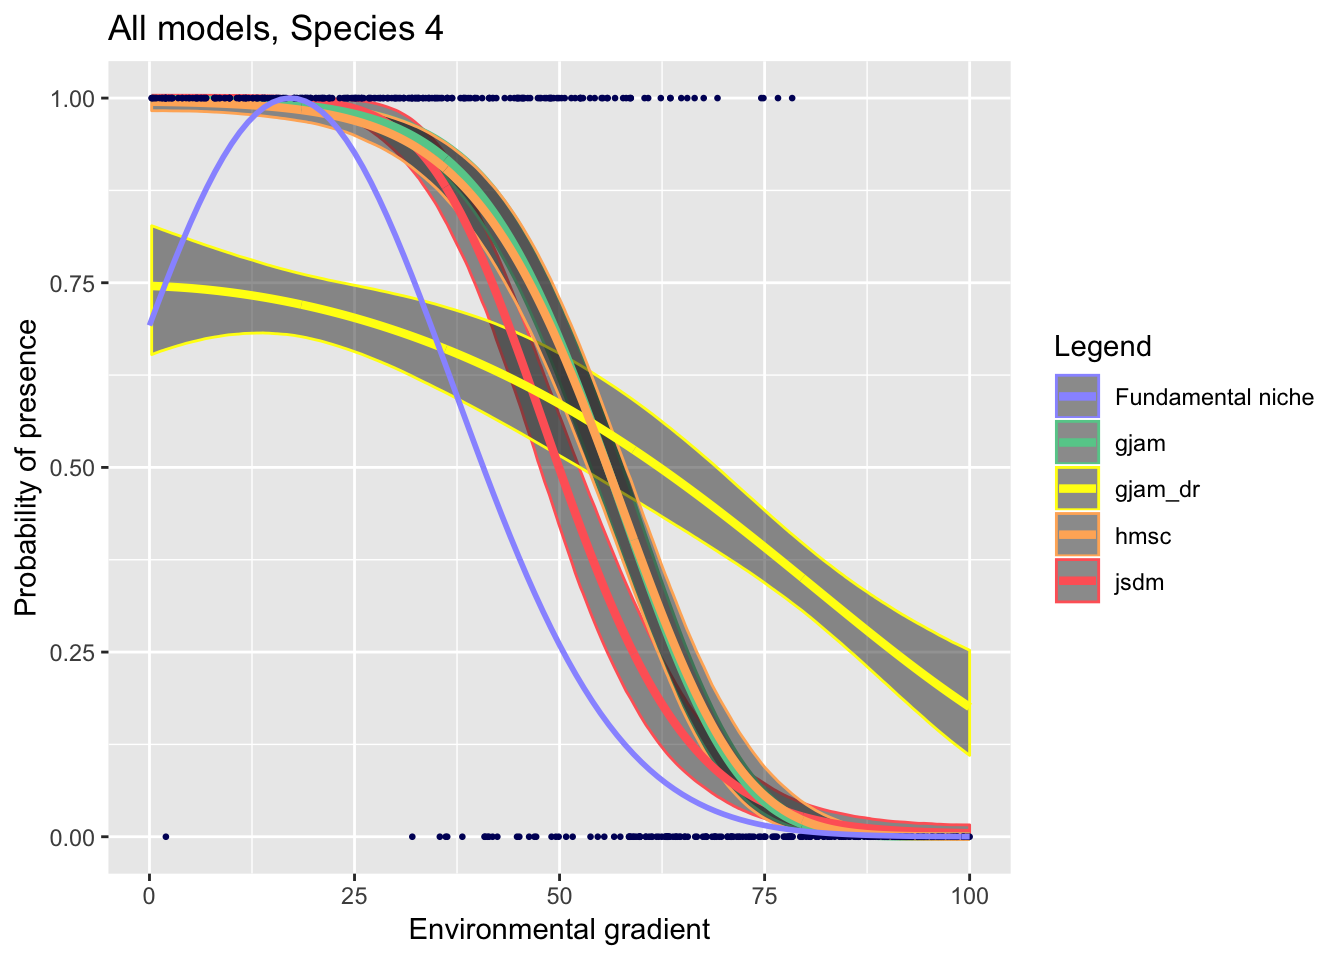 All models, Species 4
Probability of presence
1.00
0.75
0.50
0.25
0.00
0
25
50
75
100
Environmental gradient
Legend
Fundamental niche
gjam
gjam_dr
hmsc
jsdm